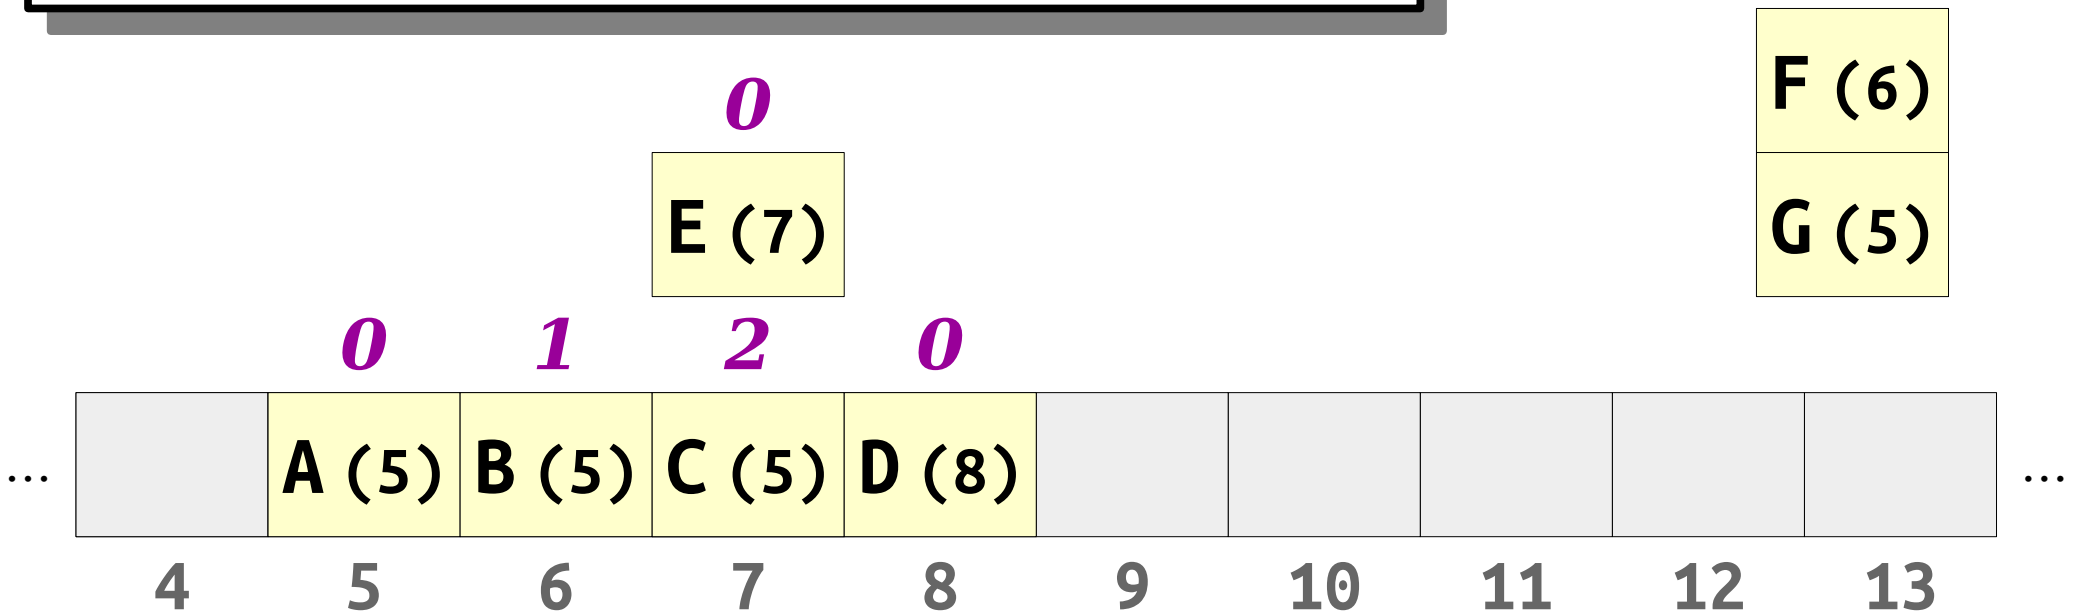 F (6)
0
E (7)
G (5)
0 1 2 0
... A (5) B (5) C (5) D (8) ...
4 5 6 7 8 9 10 11 12 13